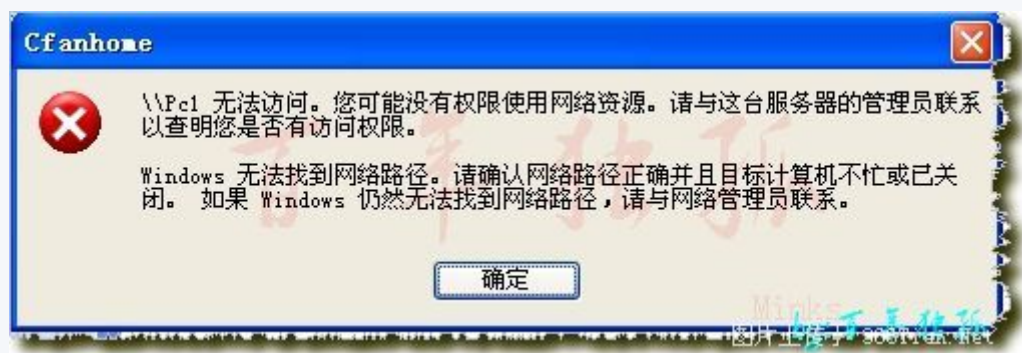 Cfanhome
\\Pc1 无法访问。您可能没有权限使用网络资源。请与这台服务器的管理员联系
以查明您是否有访问权限。
Windows 无法找到网络路径。请确认网络路径正确并且目标计算机不忙或已关
闭。 如果 Windows 仍然无法找到网络路径，请与网络管理员联系。
百年独孤
确定
Minks